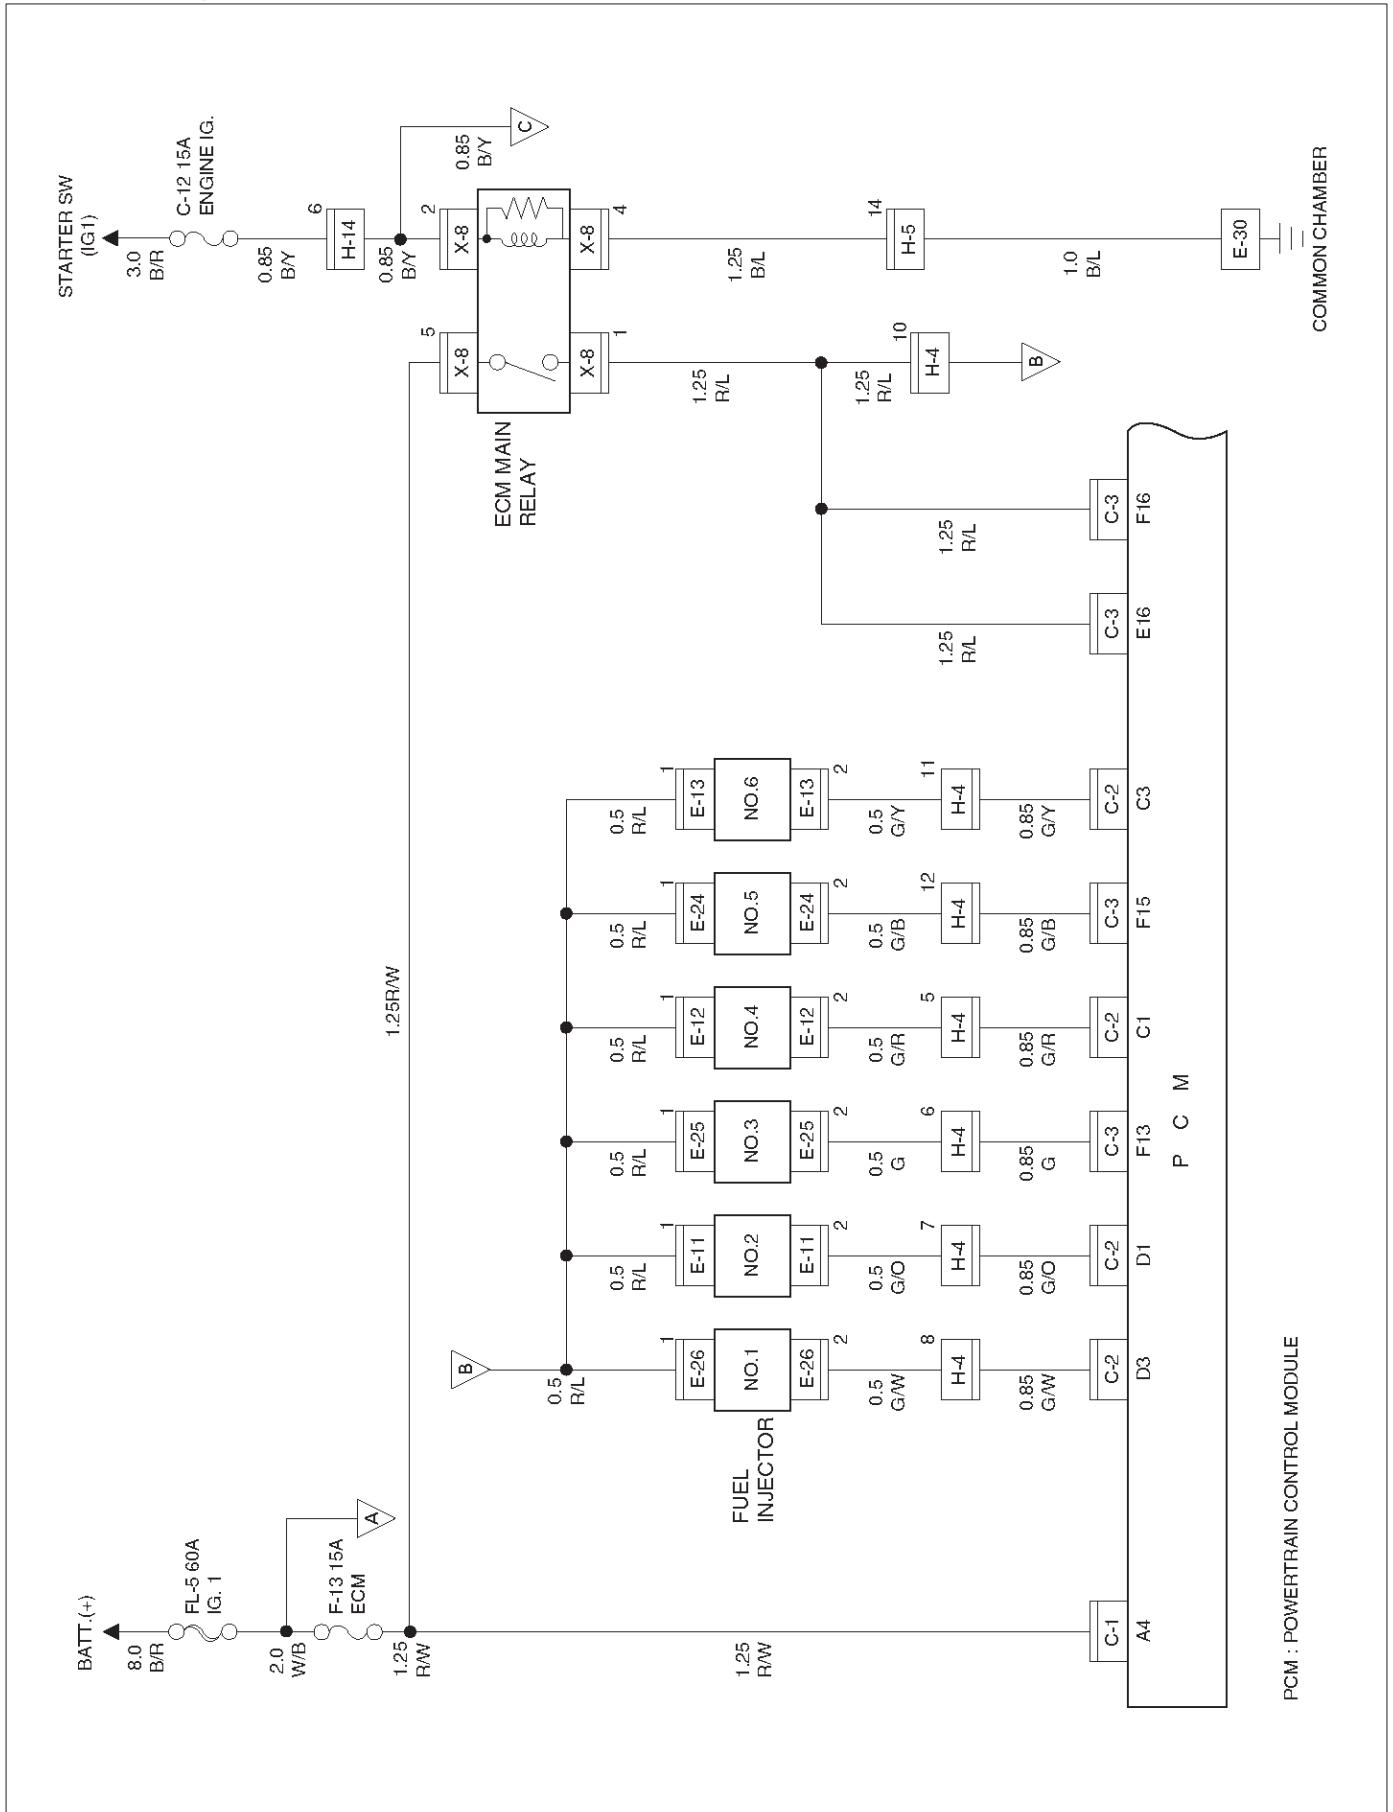 BATT.(+)
8.0
B/R
FL-5 60A
IG. 1
2.0
W/B
A
F-13 15A
ECM
1.25
R/W
1.25R/W
1.25
R/W
C-1
A4
STARTER SW
(IG1)
3.0
B/R
C-12 15A
ENGINE IG.
0.85
B/Y
6
H-14
0.85
B/Y
0.85
B/Y
C
5
X-8
2
X-8
ECM MAIN
RELAY
X-8
1
X-8
4
1.25
R/L
1.25
R/L
10
H-4
B
1.25
B/L
14
H-5
1.0
B/L
E-30
COMMON CHAMBER
1.25
R/L
C-3
E16
1.25
R/L
C-3
F16
B
0.5
R/L
FUEL
INJECTOR
1
E-26
NO.1
E-26
2
0.5
G/W
8
H-4
0.85
G/W
C-2
D3
0.5
R/L
1
E-11
NO.2
E-11
2
0.5
G/O
7
H-4
0.85
G/O
C-2
D1
0.5
R/L
1
E-25
NO.3
E-25
2
0.5
G
6
H-4
0.85
G
C-3
F13
0.5
R/L
1
E-12
NO.4
E-12
2
0.5
G/R
5
H-4
0.85
G/R
C-2
C1
0.5
R/L
1
E-24
NO.5
E-24
2
0.5
G/B
12
H-4
0.85
G/B
C-3
F15
0.5
R/L
1
E-13
NO.6
E-13
2
0.5
G/Y
11
H-4
0.85
G/Y
C-2
C3
P C M
PCM : POWERTRAIN CONTROL MODULE